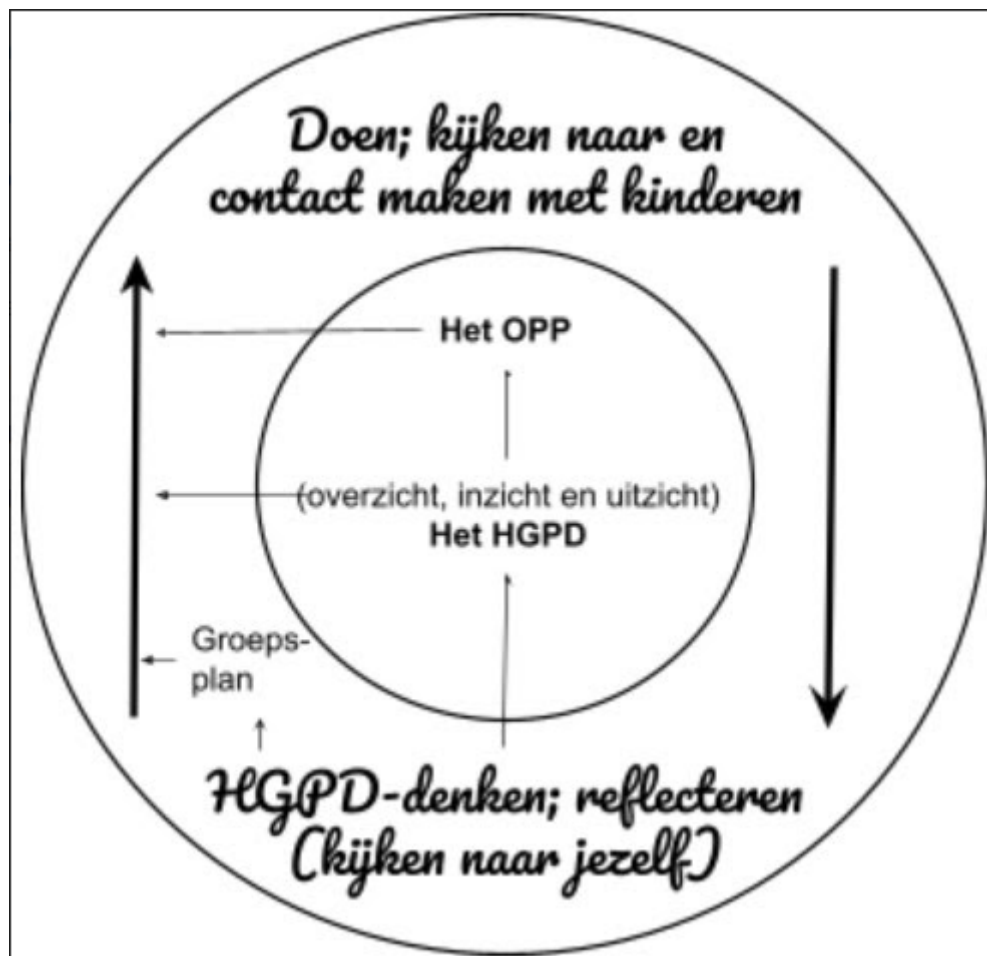 Doen; kijken naar en
contact maken met kinderen
Het OPP
(overzicht, inzicht en uitzicht)
Het HGPD
Groeps-
plan
HGPD-denken; reflecteren
(kijken naar jezelf)